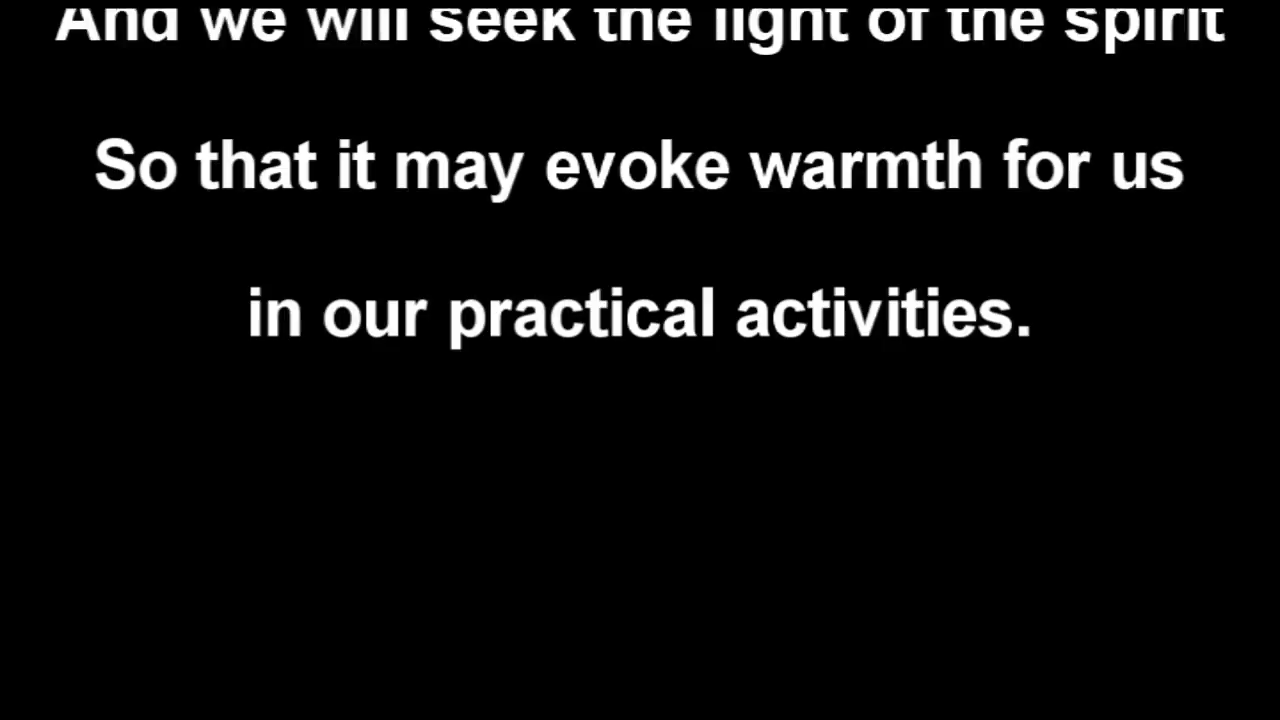 And we will seek the light of the spirit
So that it may evoke warmth for us
in our practical activities.